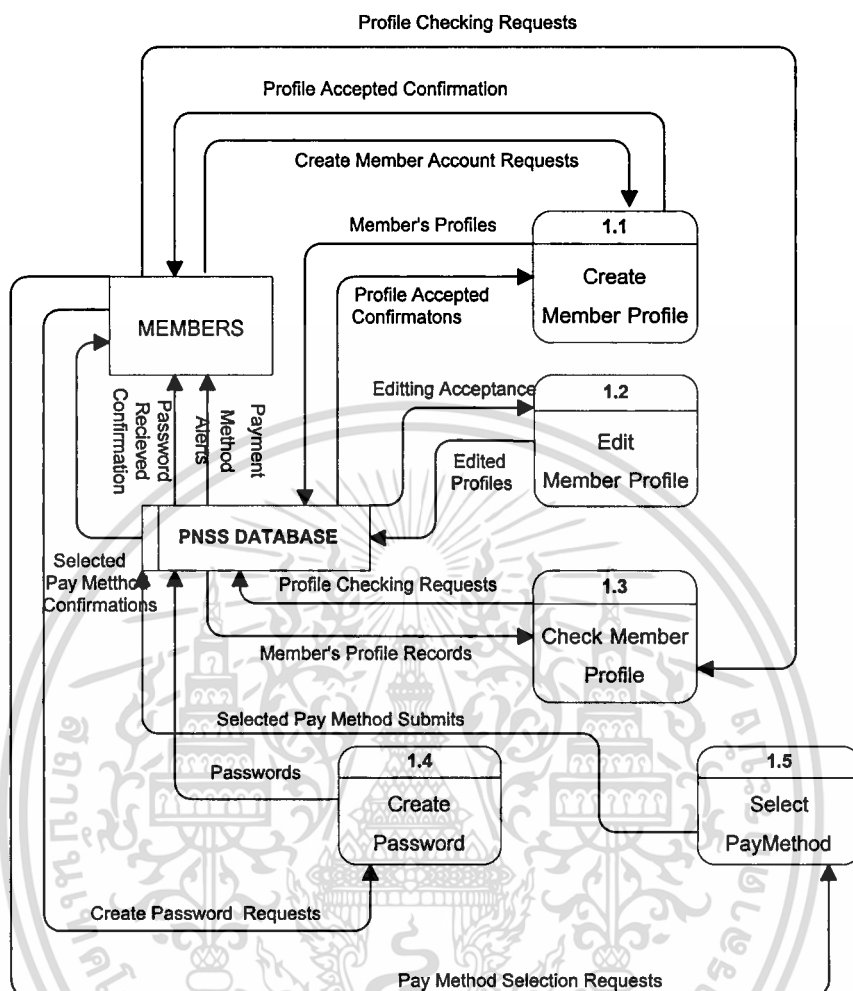 Profile Checking Requests
Profile Accepted Confirmation
Create Member Account Requests
Member's Profiles
1.1
Create
Member Profile
Profile Accepted
Confirmatons
MEMBERS
Editting Acceptance
1.2
Edit
Member Profile
Edited
Profiles
Payment
Method
Alerts
Password
Recieved
Confirmation
PNSS DATABASE
Selected
Pay Metthod
Confirmations
Profile Checking Requests
1.3
Check Member
Profile
Member's Profile Records
Selected Pay Method Submits
Passwords
1.4
Create
Password
1.5
Select
PayMethod
Create Password Requests
Pay Method Selection Requests